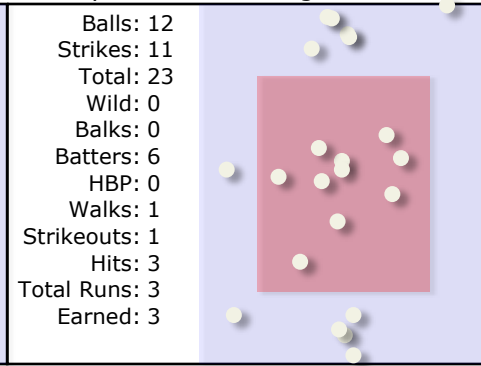 Balls: 12
Strikes: 11
Total: 23
Wild: 0
Balks: 0
Batters: 6
HBP: 0
Walks: 1
Strikeouts: 1
Hits: 3
Total Runs: 3
Earned: 3